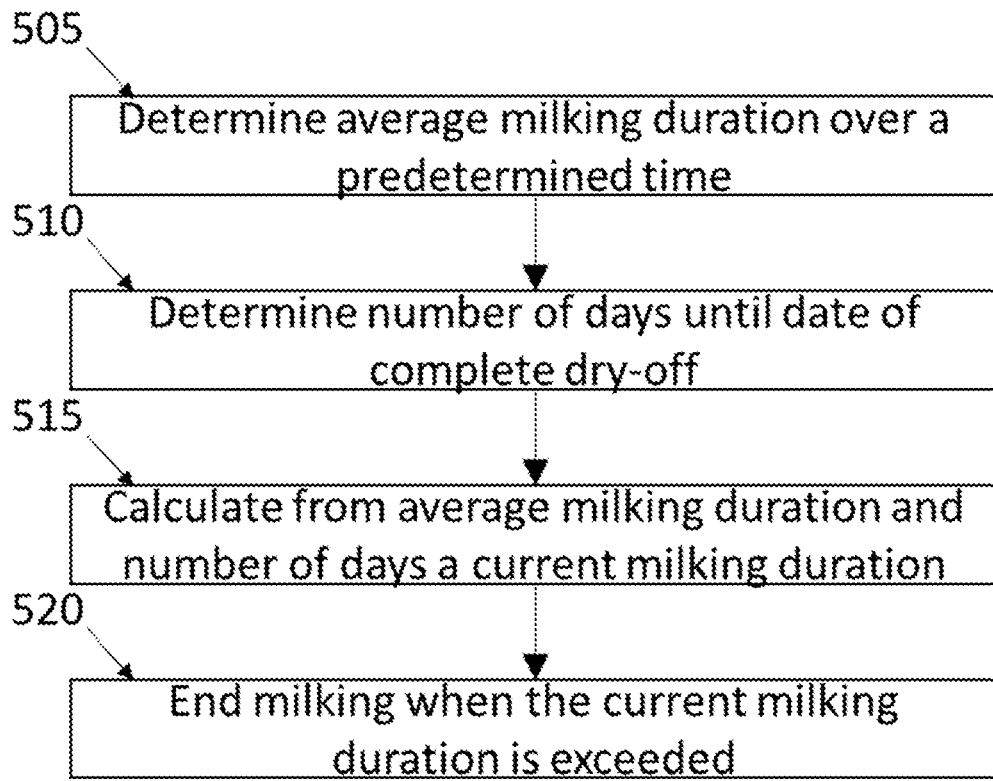 505
Determine average milking duration over a
predetermined time
510
Determine number of days until date of
complete dry-off
515
Calculate from average milking duration and
number of days a current milking duration
520
End milking when the current milking
duration is exceeded